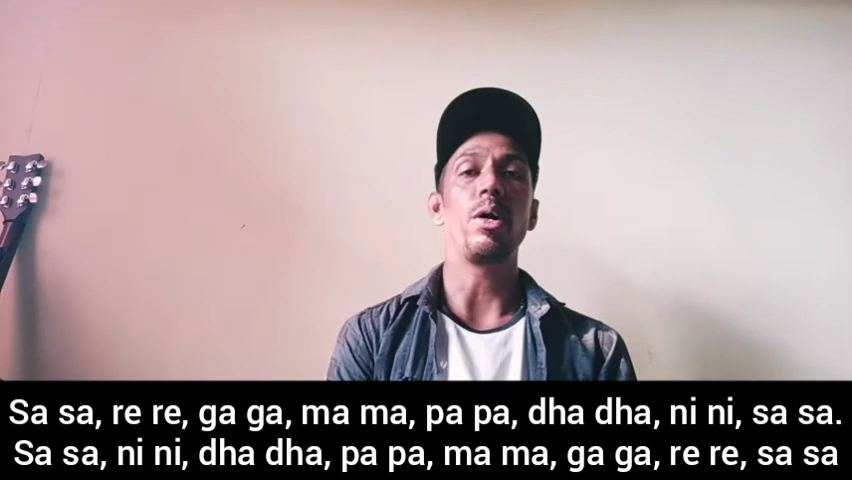 Sa sa, re re, ga ga, ma ma, pa pa, dha dha, ni ni, sa sa.
Sa sa, ni ni, dha dha, pa pa, ma ma, ga ga, re re, sa sa